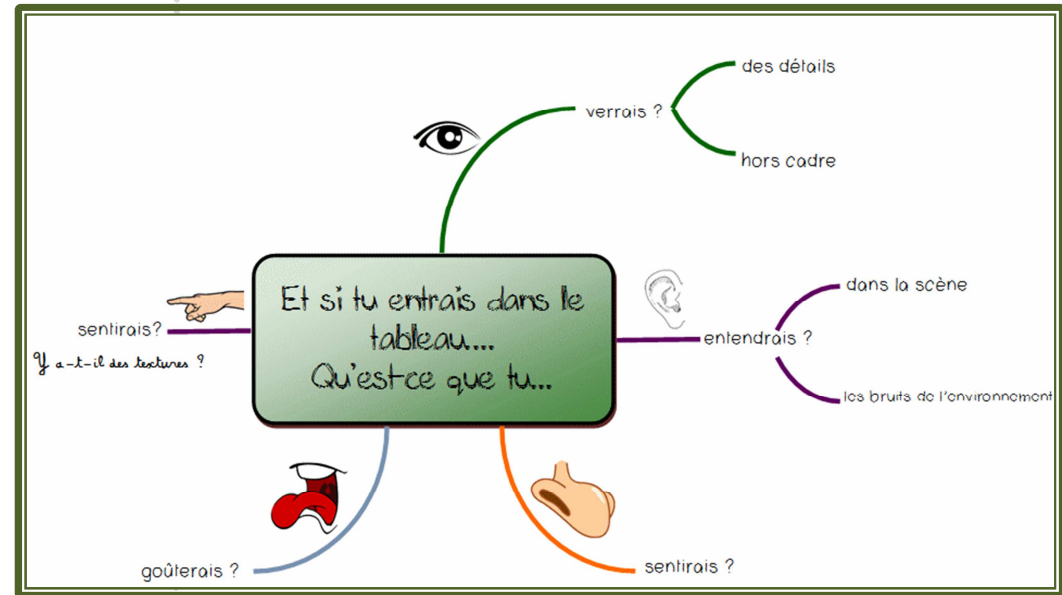 Et si tu entrais dans le
tableau...
Qu'est-ce que tu...
verrais ?
des détails
hors cadre
entendrais ?
dans la scène
les bruits de l'environnement
sentirais ?
goûterais ?
sentirais?
Y a-t-il des textures ?